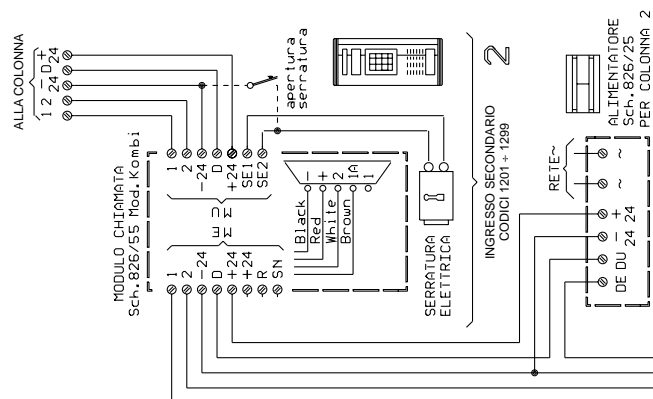 ALLA COLONNA
+24
D
-24
2
1
apertura
serratura
2
INGRESSO SECONDARIO
CODICI 1201 ÷ 1299
ALIMENTATORE
Sch.826/25
PER COLONNA 2
RETE~
~
~
+ 24
- 24
DU
DE
MODULO CHIAMATA
Sch.826/55 Mod.Kombi
1
2
-24
D
+24
SE1
SE2
MU
ME
1
2
-24
D
+24
+24
R
SN
Black
Red
White
Brown
-
+
2
1A
1
SERRATURA
ELETTRICA